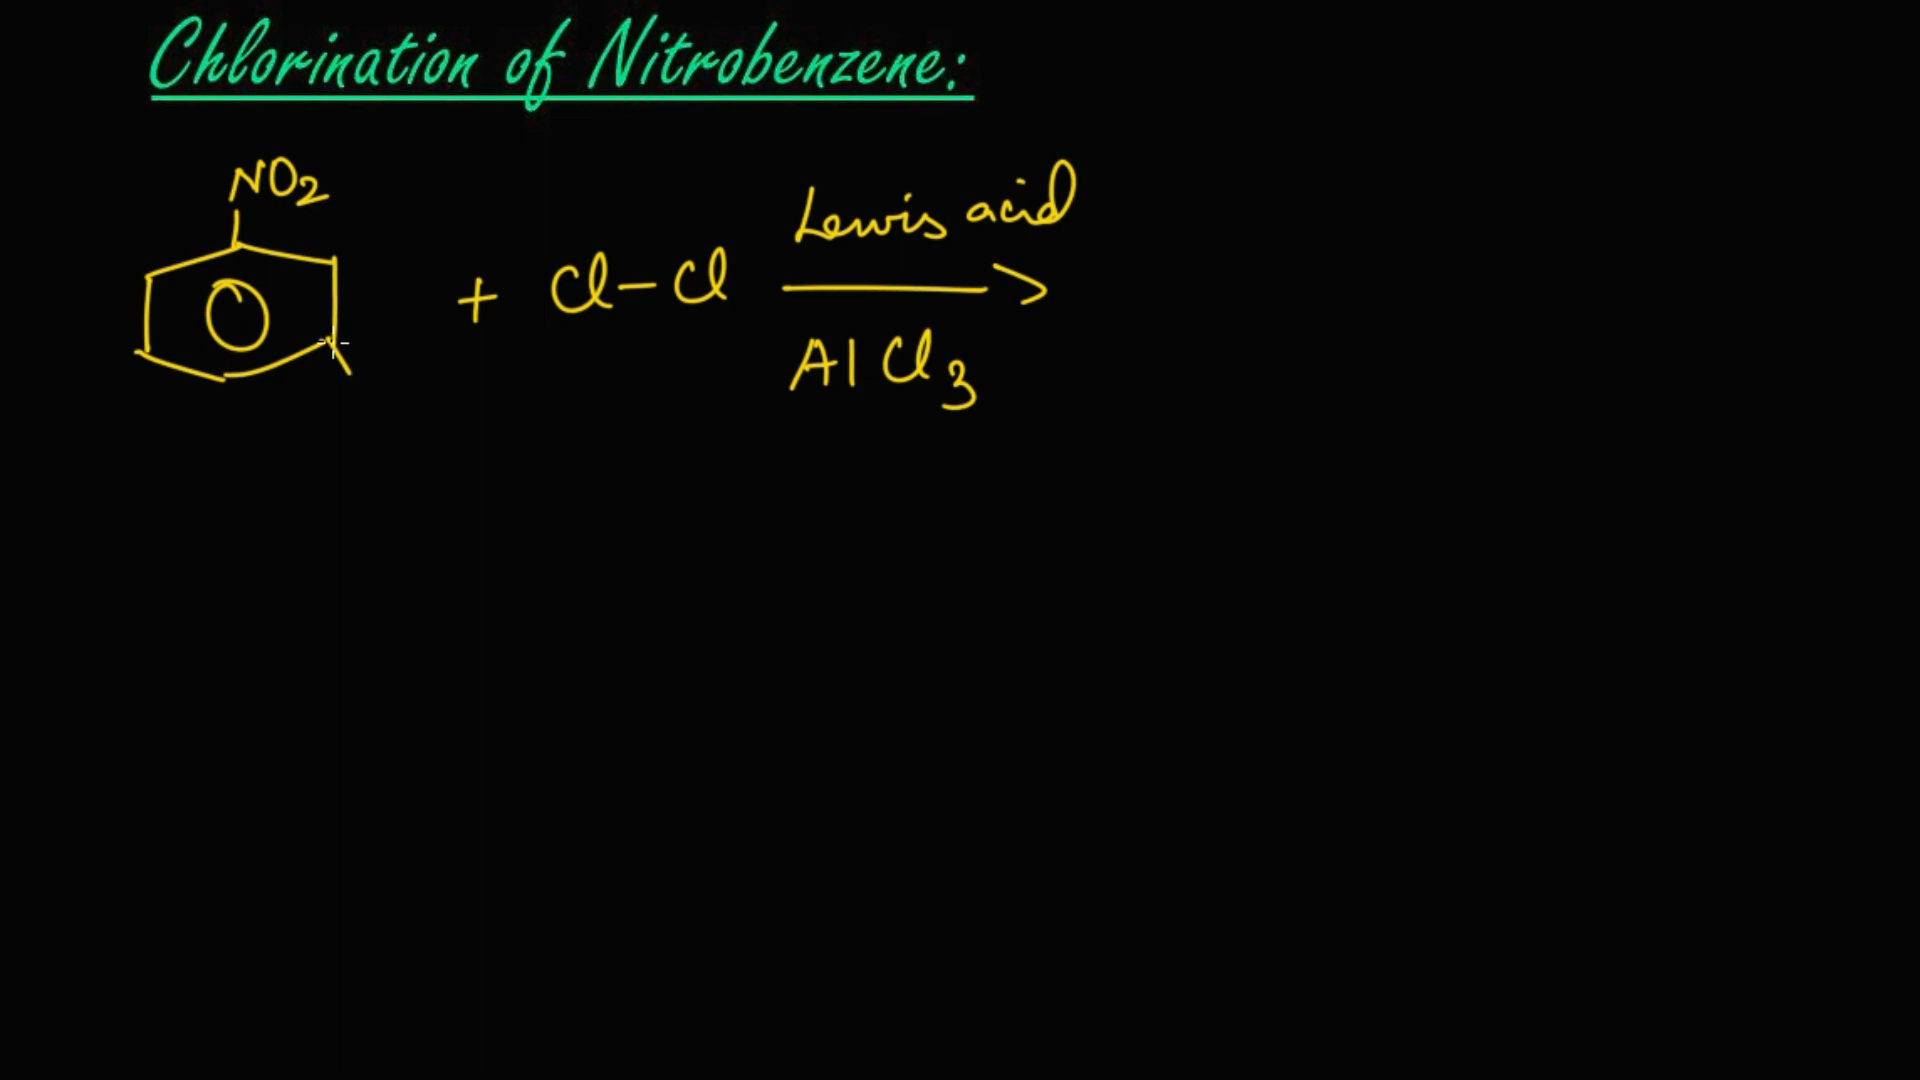 Chlorination of Nitrobenzene:
NO2
Lewis acid
+ Cl-Cl
AlCl3